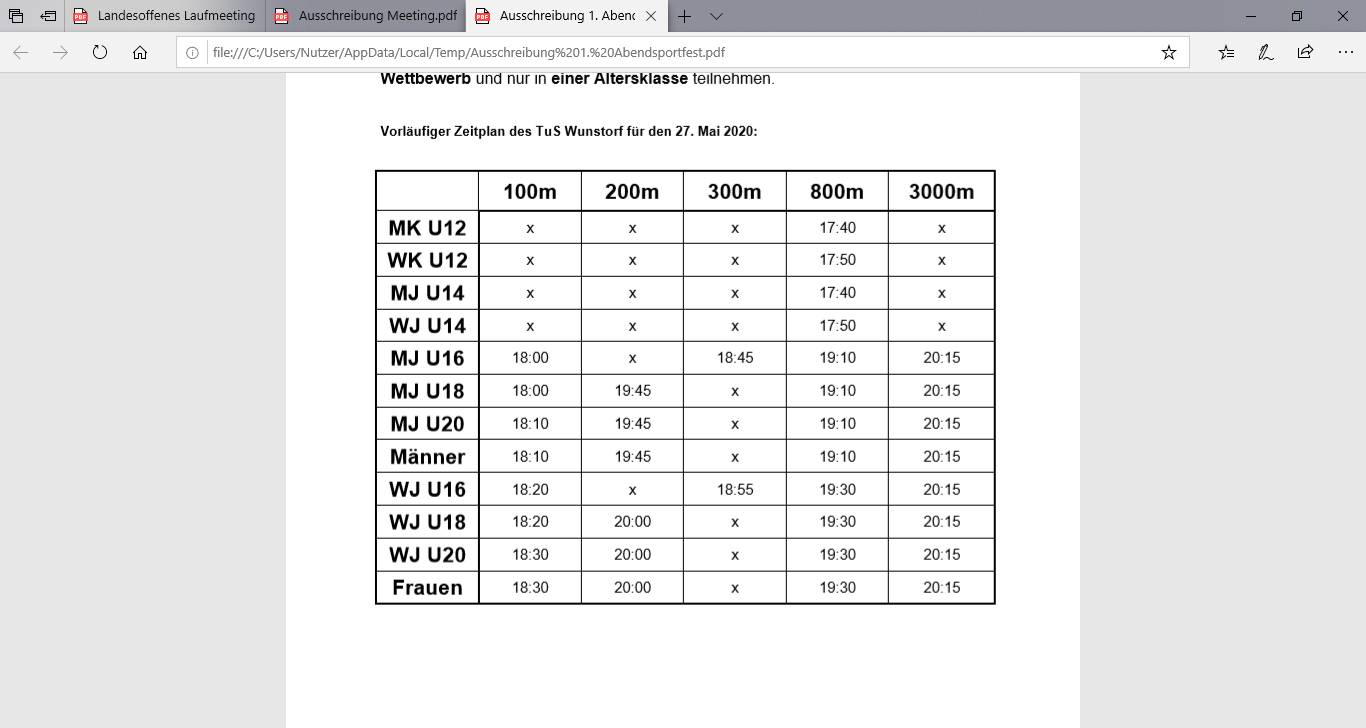 Landesoffenes Laufmeeting
Ausschreibung Meeting.pdf
Ausschreibung 1. Abend
file:///C:/Users/Nutzer/AppData/Local/Temp/Ausschreibung%201.%20Abendsportfest.pdf
Wettbewerb und nur in einer Altersklasse teilnehmen.
Vorläufiger Zeitplan des TuS Wunstorf für den 27. Mai 2020:
100m 200m 300m 800m 3000m
MK U12 x x x 17:40 x
WK U12 x x x 17:50 x
MJ U14 x x x 17:40 x
WJ U14 x x x 17:50 x
MJ U16 18:00 x 18:45 19:10 20:15
MJ U18 18:00 19:45 x 19:10 20:15
MJ U20 18:10 19:45 x 19:10 20:15
Männer 18:10 19:45 x 19:10 20:15
WJ U16 18:20 x 18:55 19:30 20:15
WJ U18 18:20 20:00 x 19:30 20:15
WJ U20 18:30 20:00 x 19:30 20:15
Frauen 18:30 20:00 x 19:30 20:15